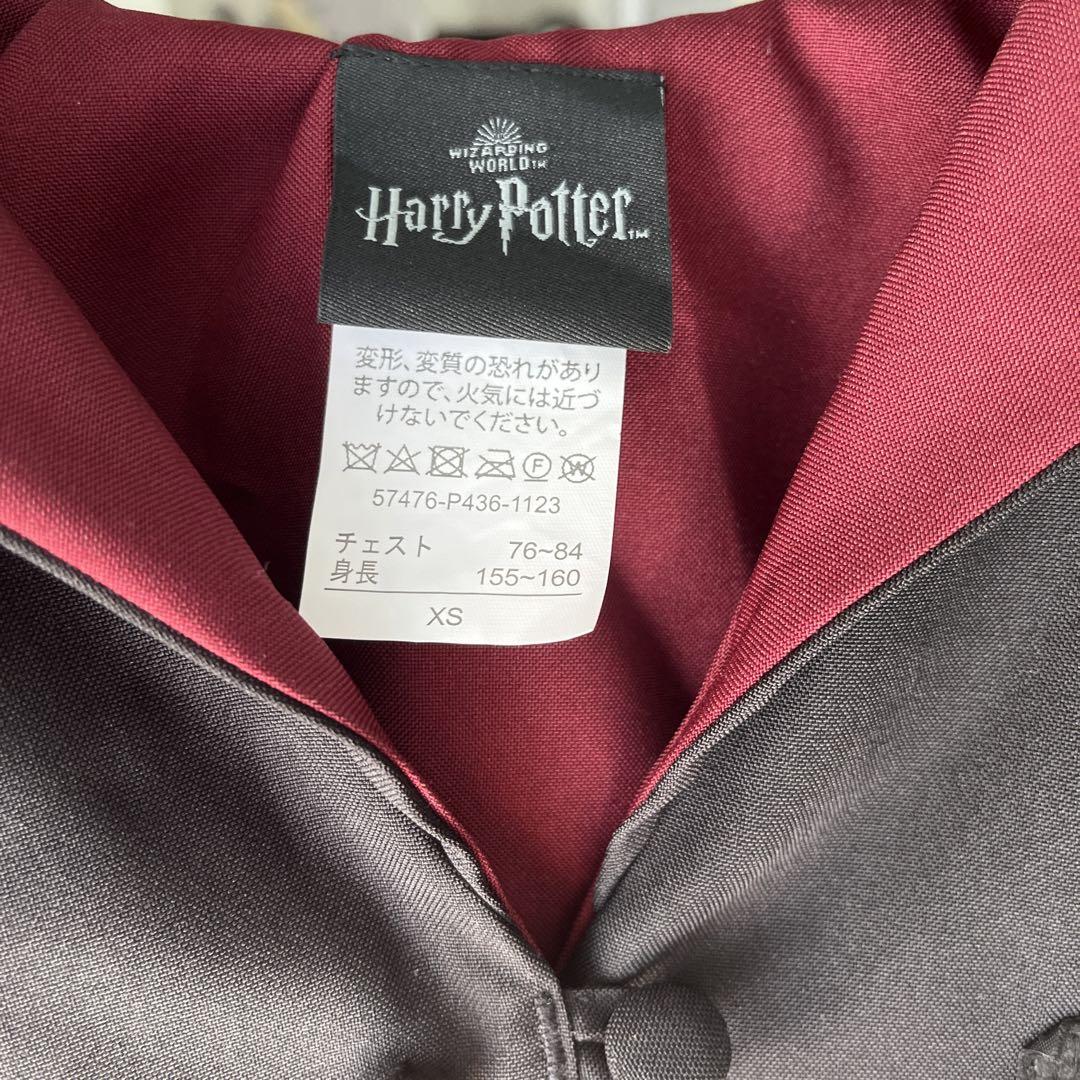 WIZARDING
WORLD™
Harry Potter™
変形、変質の恐れがあり
ますので、火気には近づ
けないでください。
F W
57476-P436-1123
チェスト 76~84
身長 155~160
XS